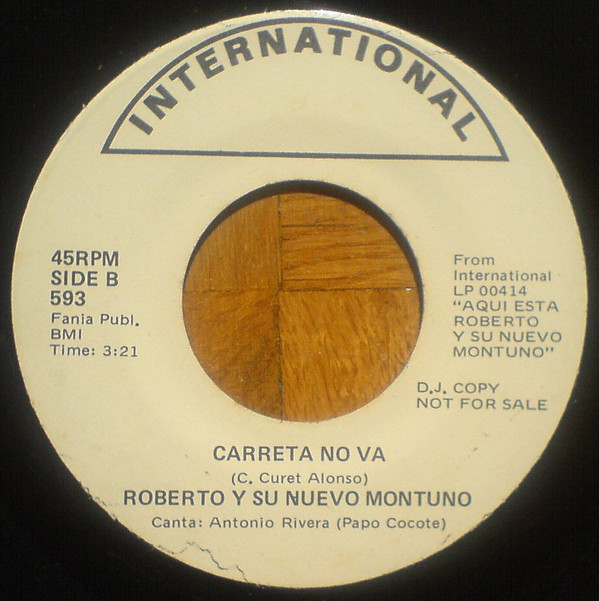 INTERNATIONAL
45RPM
SIDE B
593
Fania Publ.
BMI
Time: 3:21
From
International
LP 00414
"AQUI ESTA
ROBERTO
Y SU NUEVO
MONTUNO"
D.J. COPY
NOT FOR SALE
CARRETA NO VA
(C. Curet Alonso)
ROBERTO Y SU NUEVO MONTUNO
Canta: Antonio Rivera (Papo Cocote)